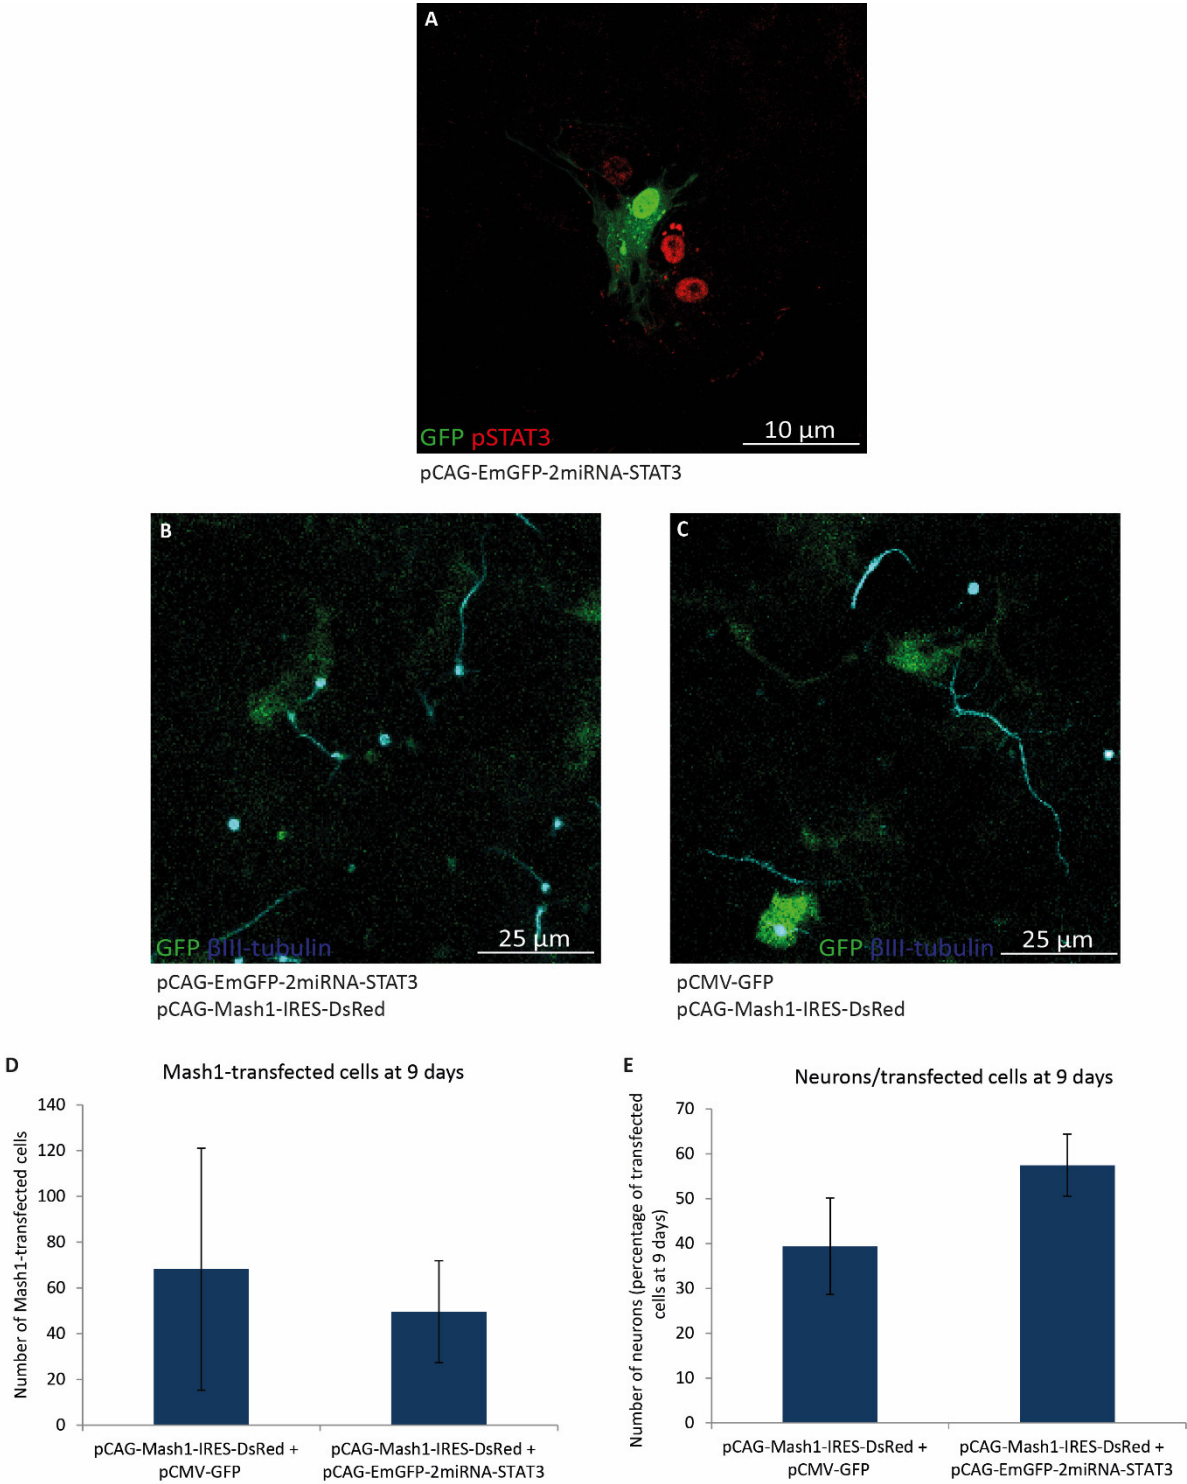 A
GFP pSTAT3
10 µm
pCAG-EmGFP-2miRNA-STAT3
B
GFP βIII-tubulin
25 µm
pCAG-EmGFP-2miRNA-STAT3
pCAG-Mash1-IRES-DsRed
C
GFP βIII-tubulin
25 µm
pCMV-GFP
pCAG-Mash1-IRES-DsRed
D
Mash1-transfected cells at 9 days
Number of Mash1-transfected cells
140
120
100
80
60
40
20
0
pCAG-Mash1-IRES-DsRed +
pCMV-GFP
pCAG-Mash1-IRES-DsRed +
pCAG-EmGFP-2miRNA-STAT3
E
Neurons/transfected cells at 9 days
Number of neurons (percentage of transfected
cells at 9 days)
70
60
50
40
30
20
10
0
pCAG-Mash1-IRES-DsRed +
pCMV-GFP
pCAG-Mash1-IRES-DsRed +
pCAG-EmGFP-2miRNA-STAT3